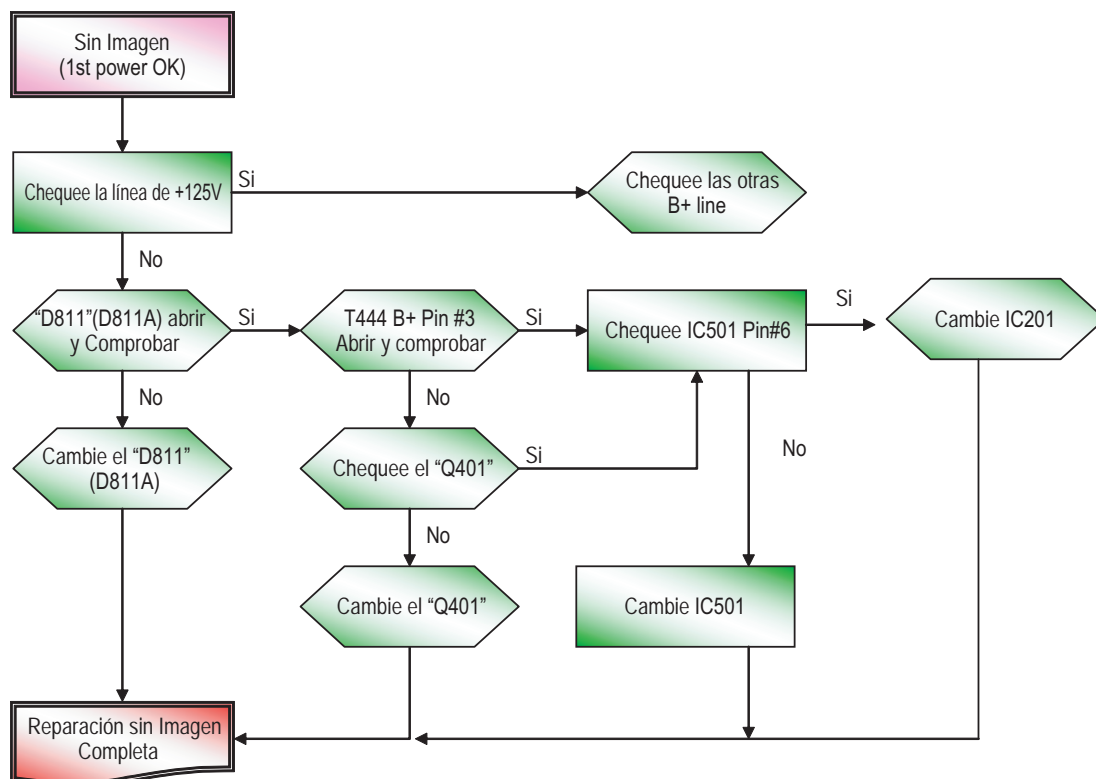 Sin Imagen
(1st power OK)
Chequee la línea de +125V
Si
Chequee las otras
B+ line
No
“D811”(D811A) abrir
y Comprobar
Si
T444 B+ Pin #3
Abrir y comprobar
Si
Chequee IC501 Pin#6
Si
Cambie IC201
No
No
Cambie el “D811”
(D811A)
Chequee el “Q401”
Si
No
No
Cambie el “Q401”
Cambie IC501
Reparación sin Imagen
Completa